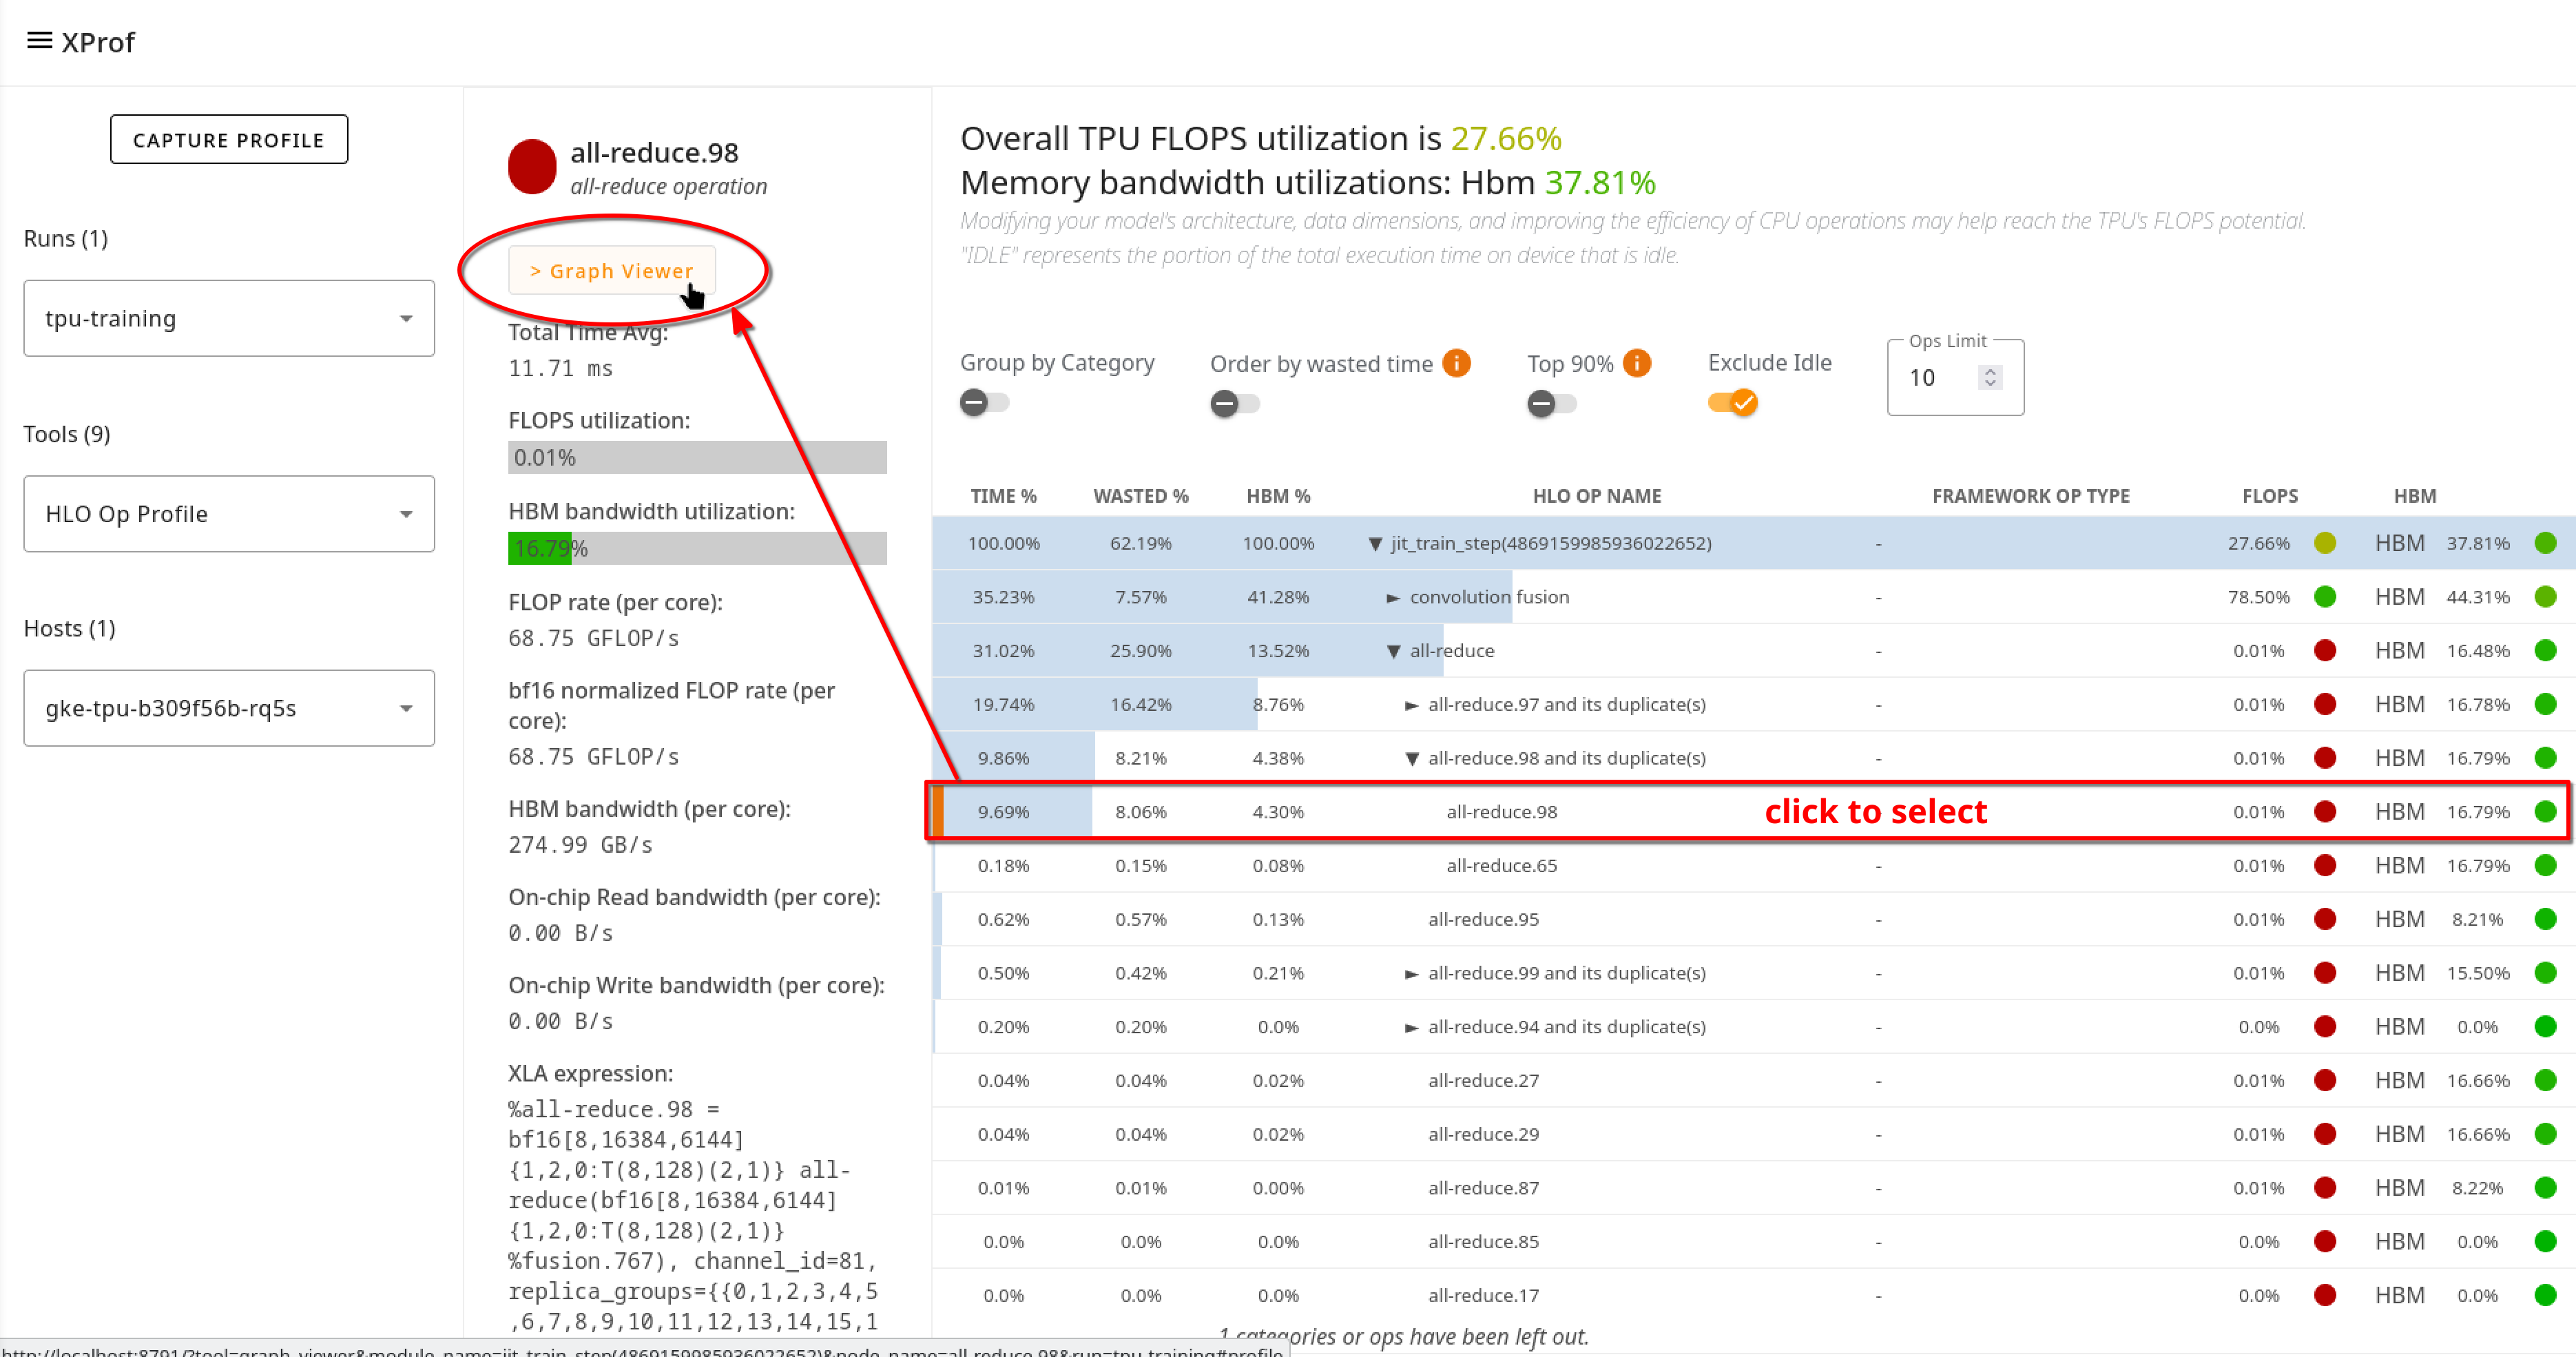 XProf
CAPTURE PROFILE
Runs (1)
tpu-training
Tools (9)
HLO Op Profile
Hosts (1)
gke-tpu-b309f56b-rq5s
all-reduce.98
all-reduce operation
> Graph Viewer
Total Time Avg:
11.71 ms
FLOPS utilization:
0.01%
HBM bandwidth utilization:
16.79%
FLOP rate (per core):
68.75 GFLOP/s
bf16 normalized FLOP rate (per
core):
68.75 GFLOP/s
HBM bandwidth (per core):
274.99 GB/s
On-chip Read bandwidth (per core):
0.00 B/s
On-chip Write bandwidth (per core):
0.00 B/s
XLA expression:
%all-reduce.98 =
bf16[8,16384,6144]
{1,2,0:T(8,128)(2,1)} all-
reduce(bf16[8,16384,6144]
{1,2,0:T(8,128)(2,1)}
%fusion.767), channel_id=81,
replica_groups={{0,1,2,3,4,5
,6,7,8,9,10,11,12,13,14,15,1
Overall TPU FLOPS utilization is 27.66%
Memory bandwidth utilizations: Hbm 37.81%
Modifying your model's architecture, data dimensions, and improving the efficiency of CPU operations may help reach the TPU's FLOPS potential.
"IDLE" represents the portion of the total execution time on device that is idle.
Group by Category Order by wasted time i Top 90% i Exclude Idle Ops Limit
10
TIME % WASTED % HBM % HLO OP NAME FRAMEWORK OP TYPE FLOPS HBM
100.00% 62.19% 100.00% ▼ jit_train_step(4869159985936022652) - 27.66% HBM 37.81%
35.23% 7.57% 41.28% ► convolution fusion - 78.50% HBM 44.31%
31.02% 25.90% 13.52% ▼ all-reduce - 0.01% HBM 16.48%
19.74% 16.42% 8.76% ► all-reduce.97 and its duplicate(s) - 0.01% HBM 16.78%
9.86% 8.21% 4.38% ▼ all-reduce.98 and its duplicate(s) - 0.01% HBM 16.79%
9.69% 8.06% 4.30% all-reduce.98 click to select 0.01% HBM 16.79%
0.18% 0.15% 0.08% all-reduce.65 - 0.01% HBM 16.79%
0.62% 0.57% 0.13% all-reduce.95 - 0.01% HBM 8.21%
0.50% 0.42% 0.21% ► all-reduce.99 and its duplicate(s) - 0.01% HBM 15.50%
0.20% 0.20% 0.0% ► all-reduce.94 and its duplicate(s) - 0.0% HBM 0.0%
0.04% 0.04% 0.02% all-reduce.27 - 0.01% HBM 16.66%
0.04% 0.04% 0.02% all-reduce.29 - 0.01% HBM 16.66%
0.01% 0.01% 0.00% all-reduce.87 - 0.01% HBM 8.22%
0.0% 0.0% 0.0% all-reduce.85 - 0.0% HBM 0.0%
0.0% 0.0% 0.0% all-reduce.17 - 0.0% HBM 0.0%
1 categories or ops have been left out.
http://localhost:8791/?tool=graph_viewer&module_name=jit_train_step(4869159985936022652)&node_name=all-reduce.98&run=tpu-training#profile